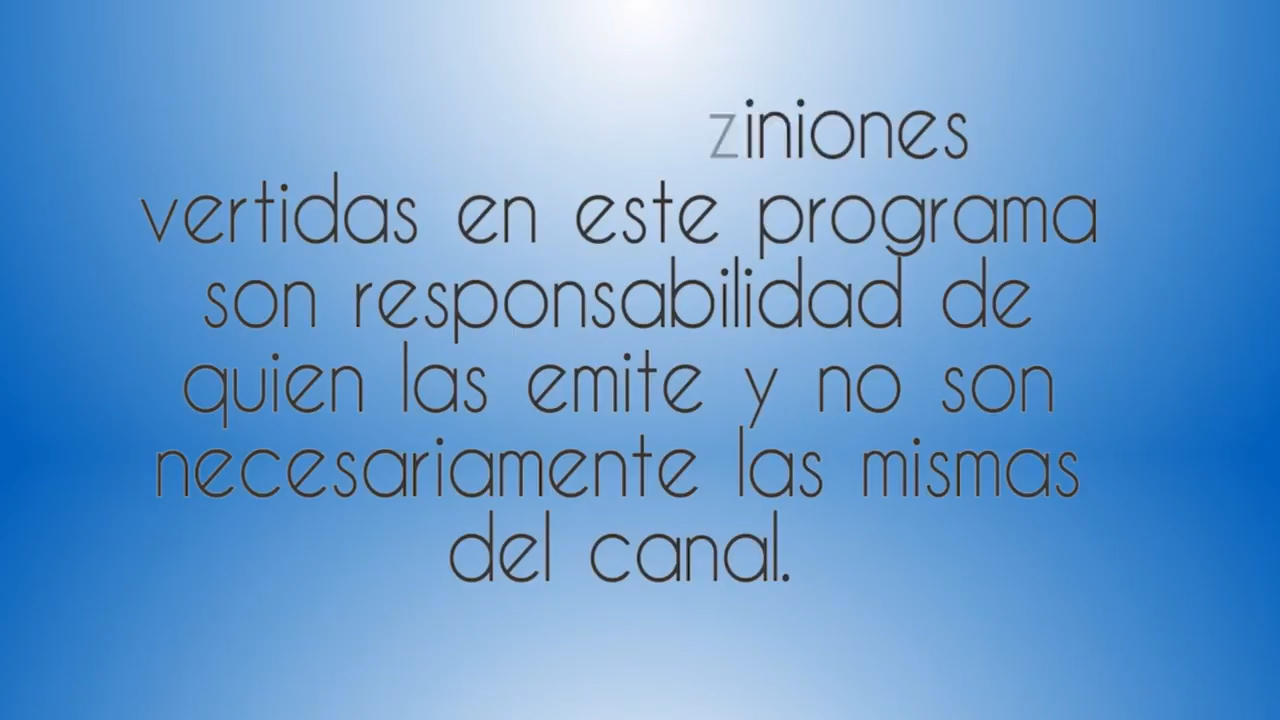 ziniones
vertidas en este programa
son responsabilidad de
quien las emite y no son
necesariamente las mismas
del canal.